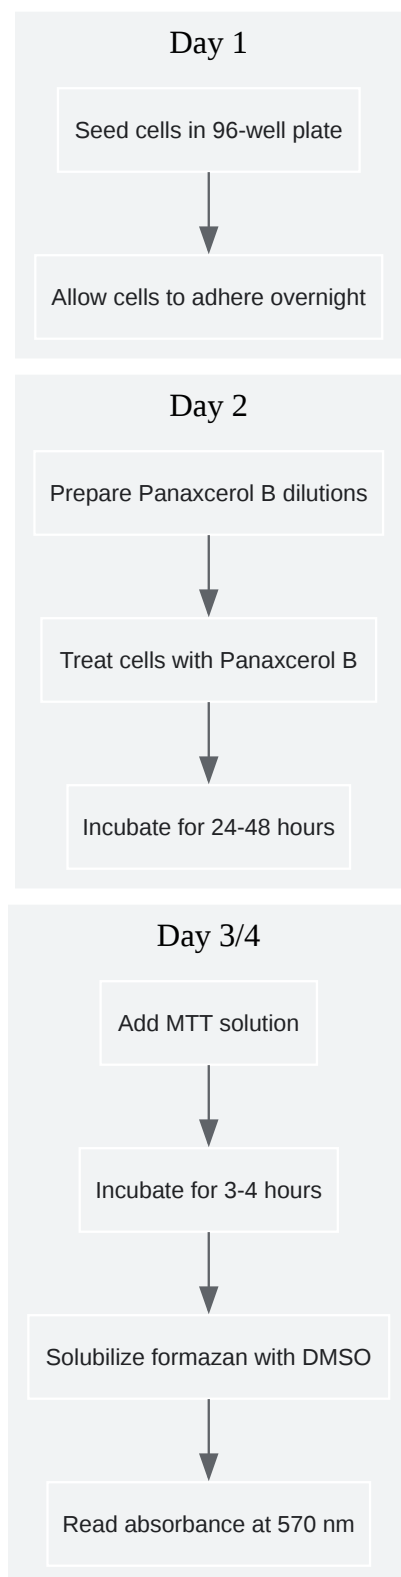 Day 1
Seed cells in 96-well plate
Allow cells to adhere overnight
Day 2
Prepare Panaxcerol B dilutions
Treat cells with Panaxcerol B
Incubate for 24-48 hours
Day 3/4
Add MTT solution
Incubate for 3-4 hours
Solubilize formazan with DMSO
Read absorbance at 570 nm